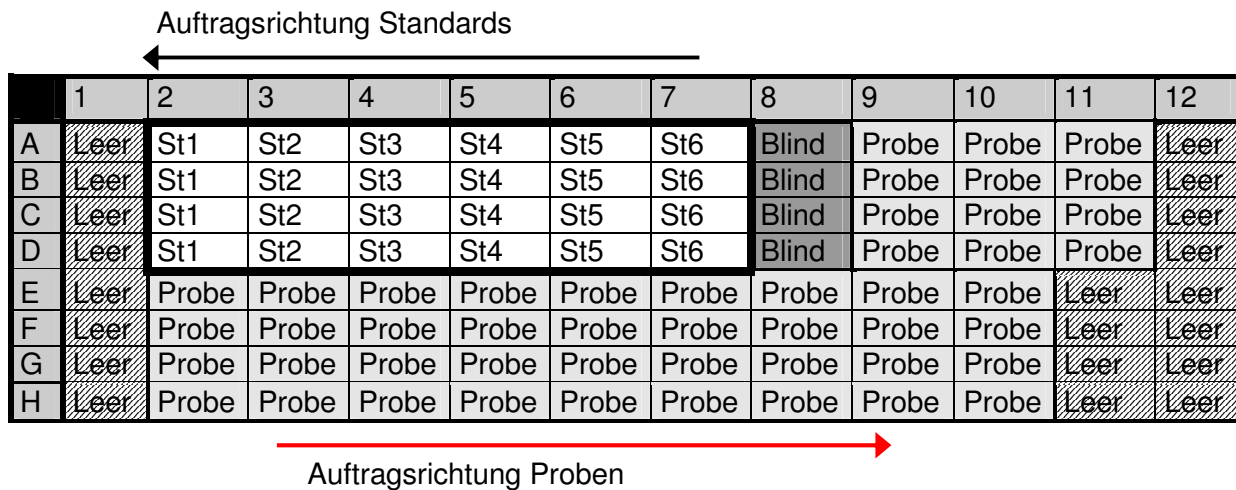 Auftragsrichtung Standards
1 2 3 4 5 6 7 8 9 10 11 12
A Leer St1 St2 St3 St4 St5 St6 Blind Probe Probe Probe Leer
B Leer St1 St2 St3 St4 St5 St6 Blind Probe Probe Probe Leer
C Leer St1 St2 St3 St4 St5 St6 Blind Probe Probe Probe Leer
D Leer St1 St2 St3 St4 St5 St6 Blind Probe Probe Probe Leer
E Leer Probe Probe Probe Probe Probe Probe Probe Probe Probe Leer Leer
F Leer Probe Probe Probe Probe Probe Probe Probe Probe Probe Leer Leer
G Leer Probe Probe Probe Probe Probe Probe Probe Probe Probe Leer Leer
H Leer Probe Probe Probe Probe Probe Probe Probe Probe Probe Leer Leer
Auftragsrichtung Proben